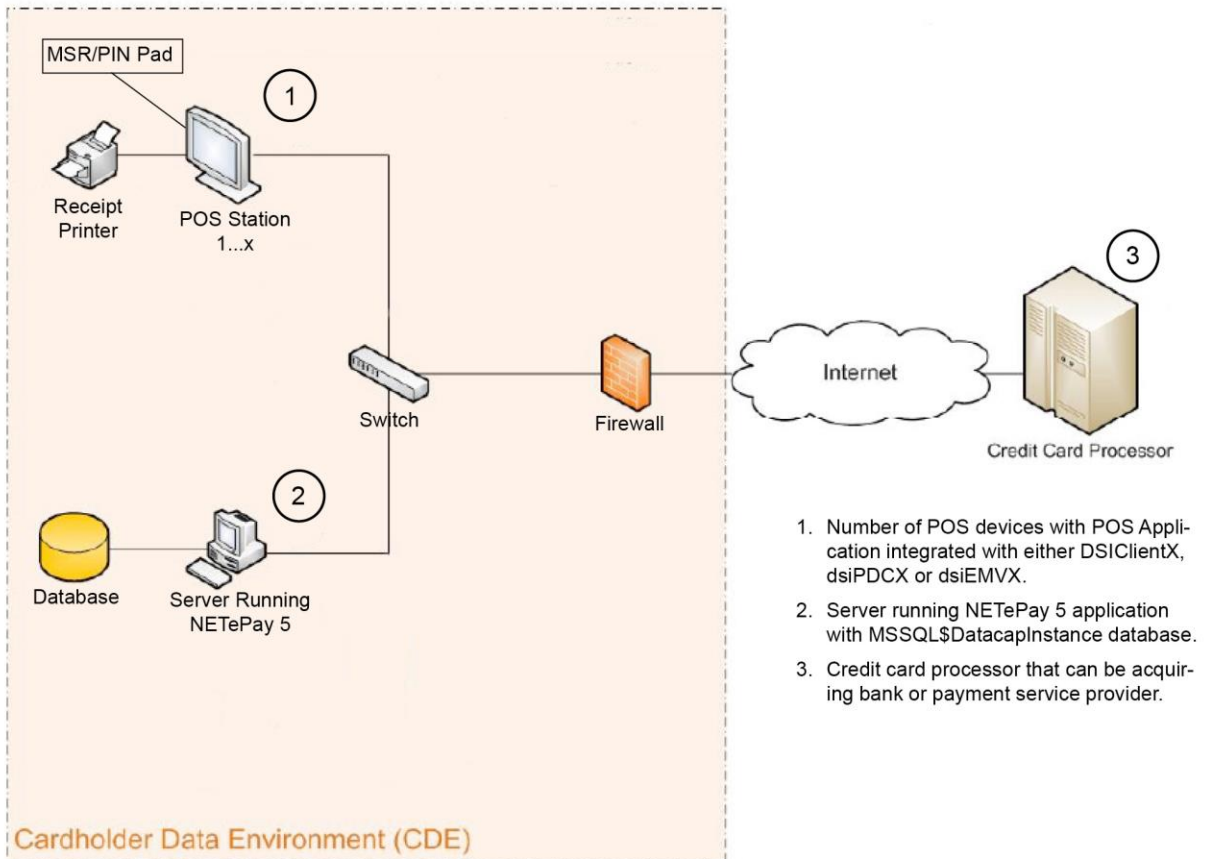 MSR/PIN Pad
1
Receipt
Printer
POS Station
1...x
3
Internet
Switch
Firewall
Credit Card Processor
2
Database
Server Running
NETePay 5
1. Number of POS devices with POS Appli-
cation integrated with either DSIClientX,
dsiPDCX or dsiEMVX.
2. Server running NETePay 5 application
with MSSQL$DatacapInstance database.
3. Credit card processor that can be acquir-
ing bank or payment service provider.
Cardholder Data Environment (CDE)